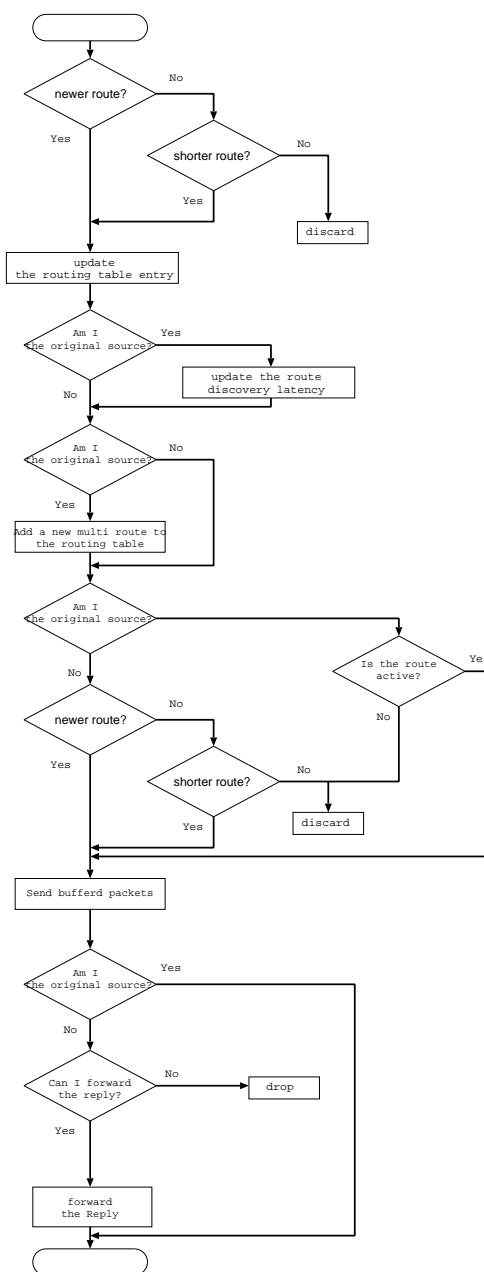 No
newer route?
Yes
No
shorter route?
Yes
discard
update
the routing table entry
Am I
the original source?
Yes
update the route
discovery latency
No
Am I
the original source?
No
Yes
Add a new multi route to
the routing table
Am I
the original source?
Is the route
active?
Yes
No
No
newer route?
No
Yes
shorter route?
No
Yes
discard
Send bufferd packets
Am I
the original source?
Yes
No
Can I forward
the reply?
No
drop
Yes
forward
the Reply